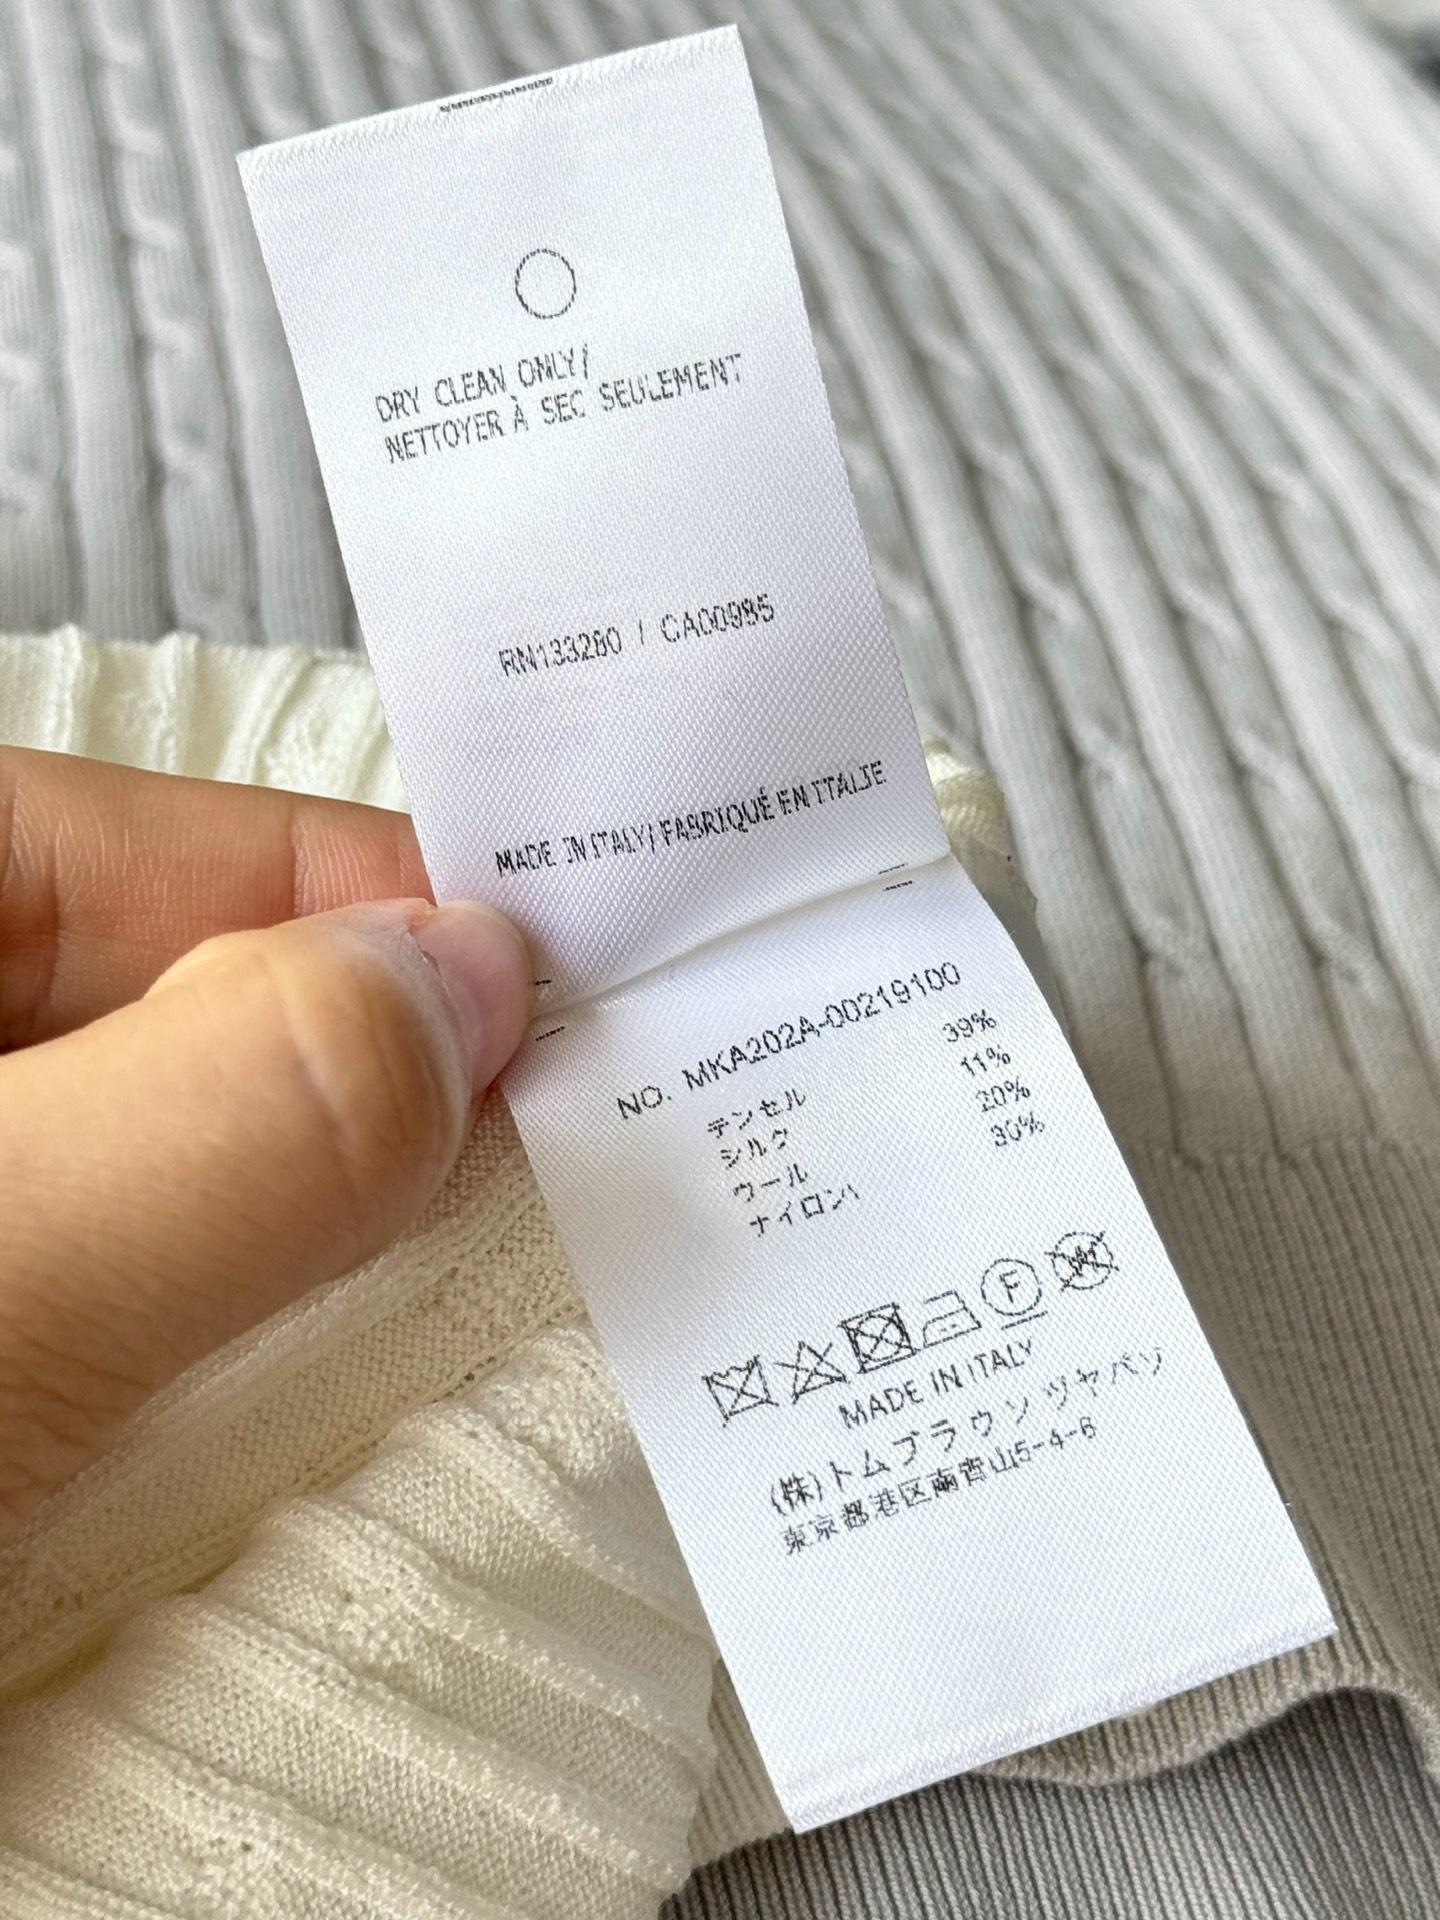 DRY CLEAN ONLY/
NETTOYER À SEC SEULEMENT
RN133280 / CA00985
MADE IN ITALY/ FABRIQUÉ EN ITALIE
NO. MKA202A-00219100
テンセル 39%
シルク 11%
ウール 20%
ナイロン 30%
F
W
MADE IN ITALY
(株)トムブラウン ツヤパン
東京都港区南青山5-4-6